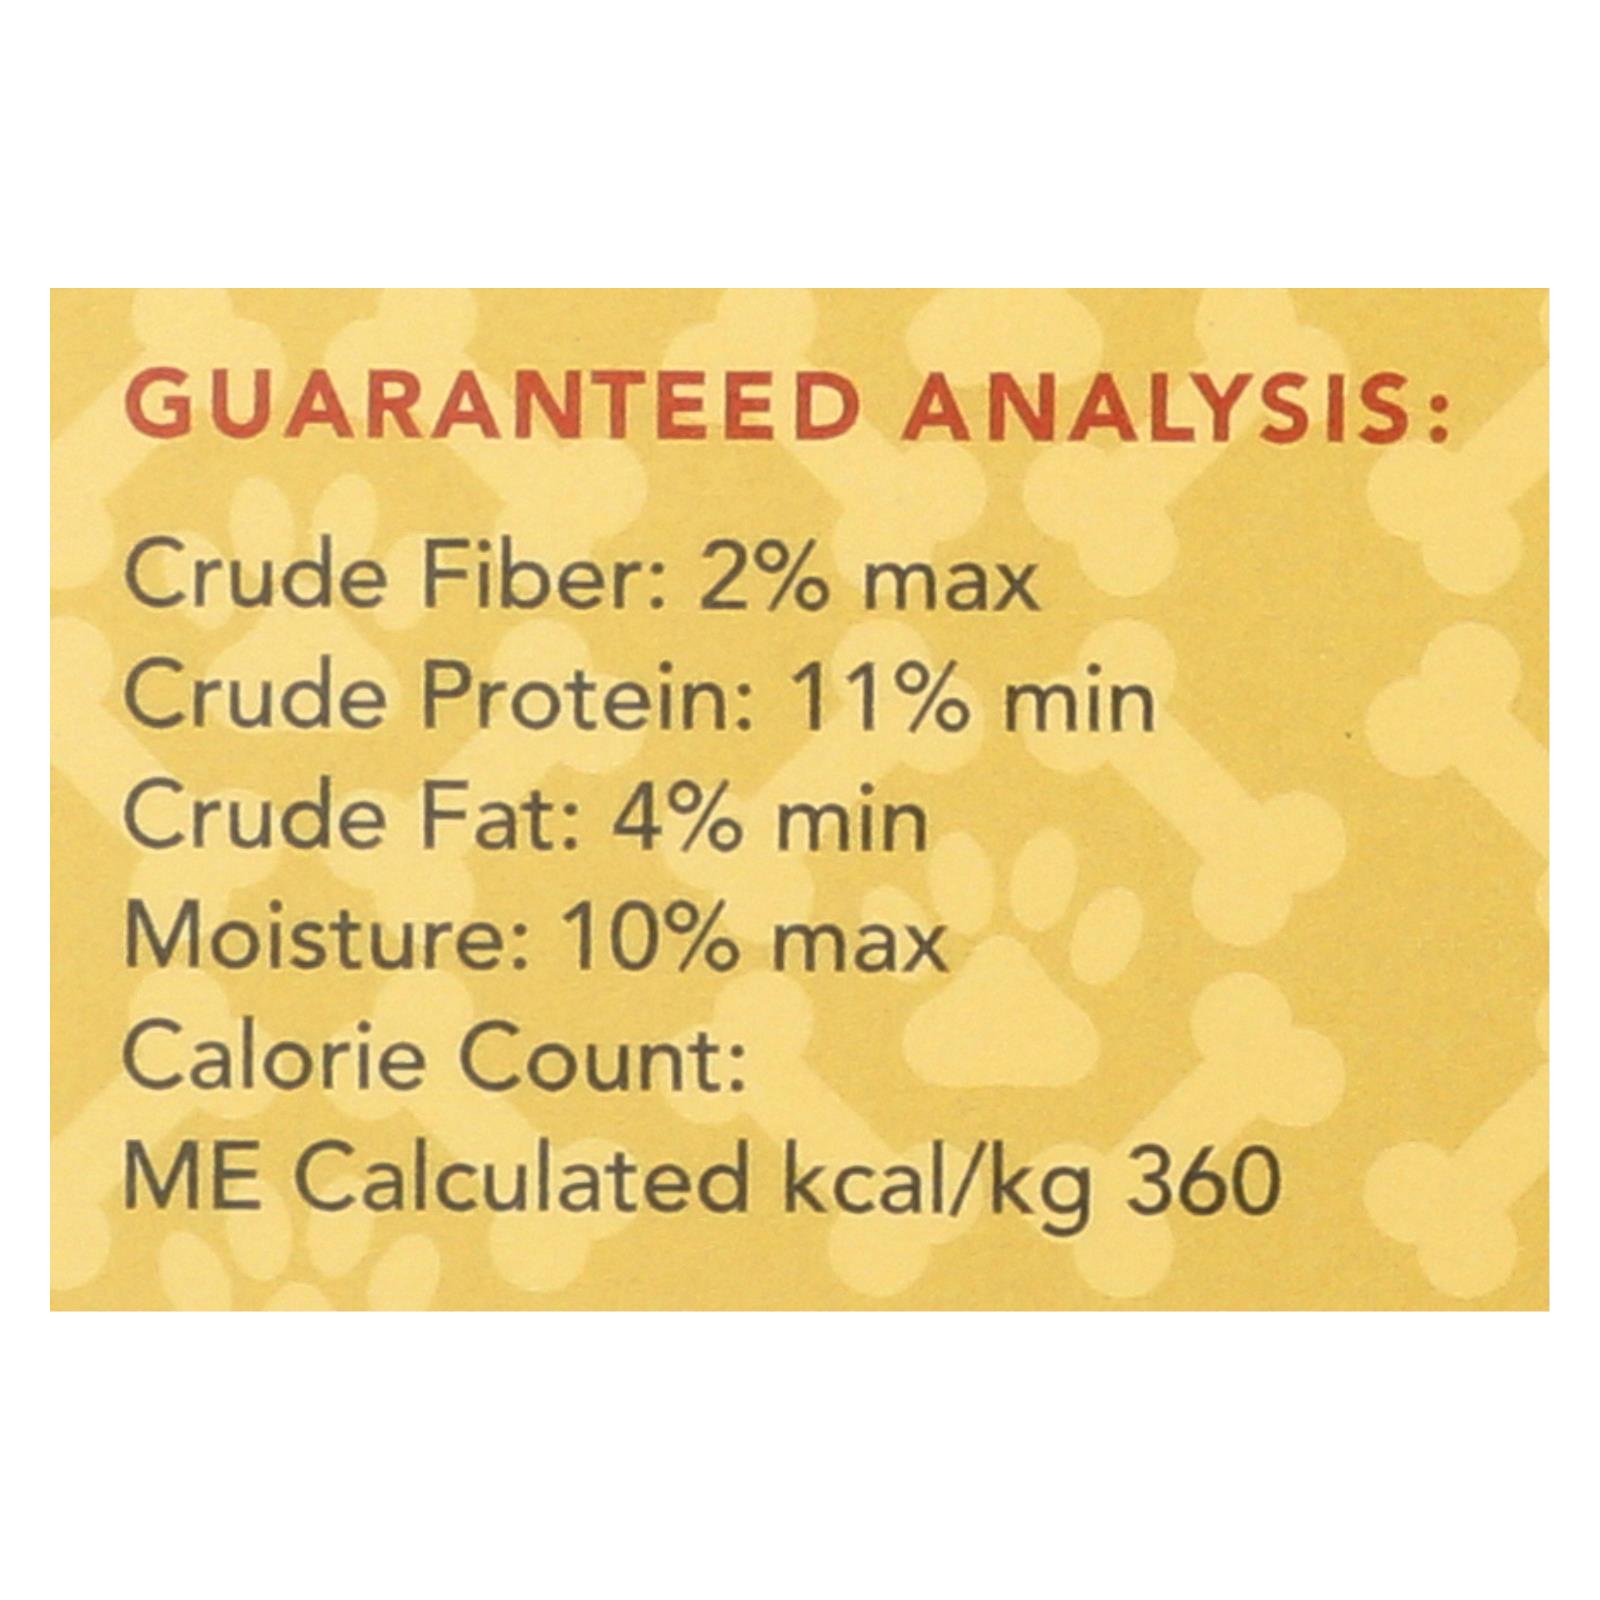 GUARANTEED ANALYSIS:
Crude Fiber: 2% max
Crude Protein: 11% min
Crude Fat: 4% min
Moisture: 10% max
Calorie Count:
ME Calculated kcal/kg 360